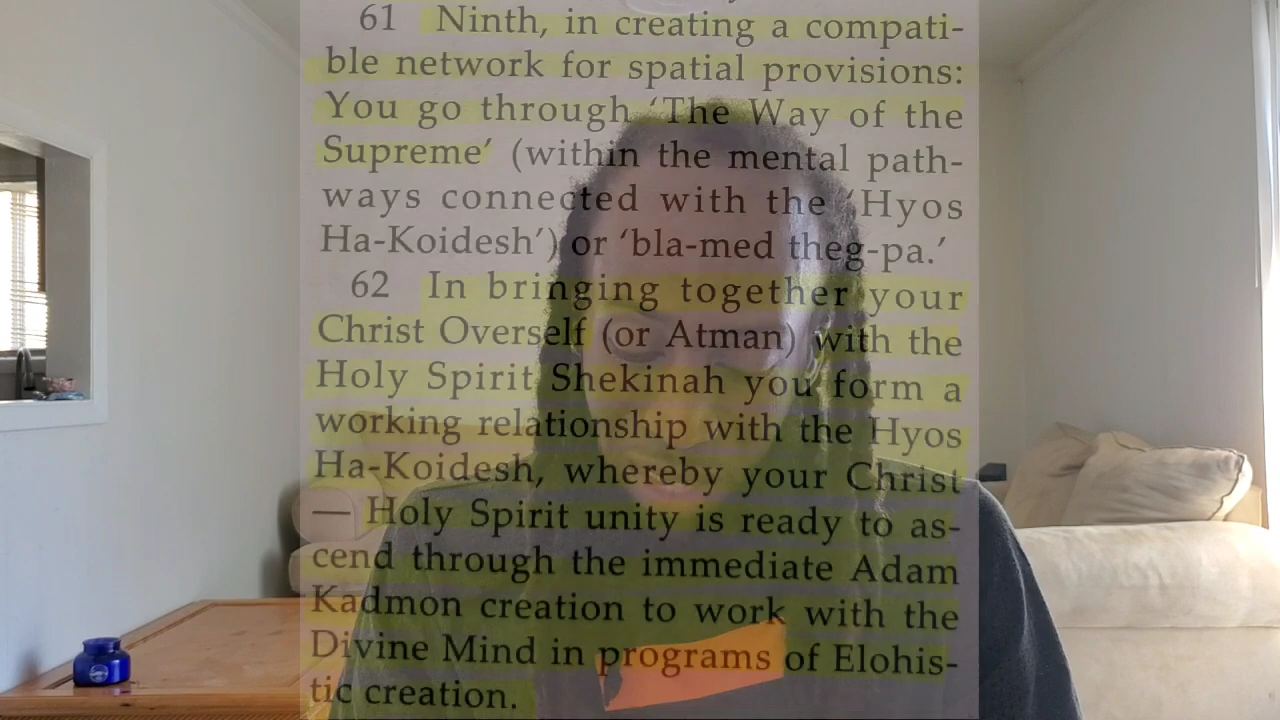 61 Ninth, in creating a compati-
ble network for spatial provisions:
You go through ‘The Way of the
Supreme’ (within the mental path-
ways connected with the ‘Hyos
Ha-Koidesh’) or ‘bla-med theg-pa.’
62 In bringing together your
Christ Overself (or Atman) with the
Holy Spirit Shekinah you form a
working relationship with the Hyos
Ha-Koidesh, whereby your Christ
— Holy Spirit unity is ready to as-
cend through the immediate Adam
Kadmon creation to work with the
Divine Mind in programs of Elohis-
tic creation.